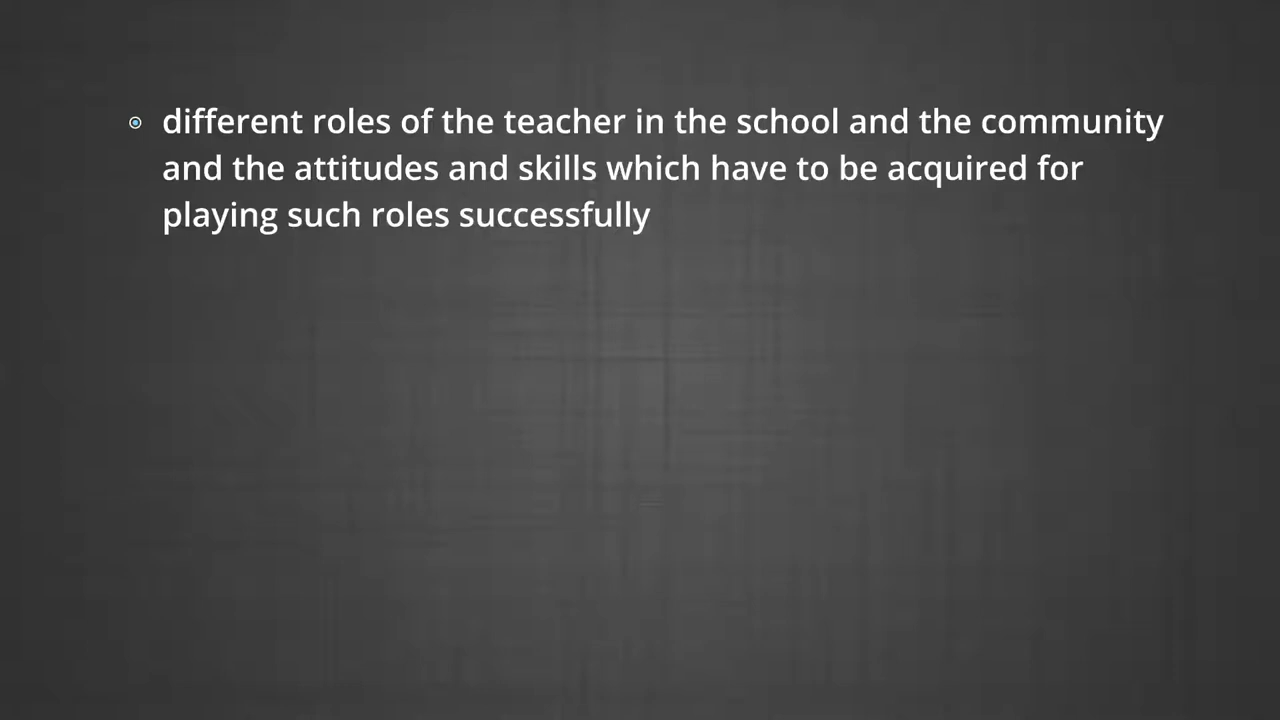 different roles of the teacher in the school and the community
and the attitudes and skills which have to be acquired for
playing such roles successfully